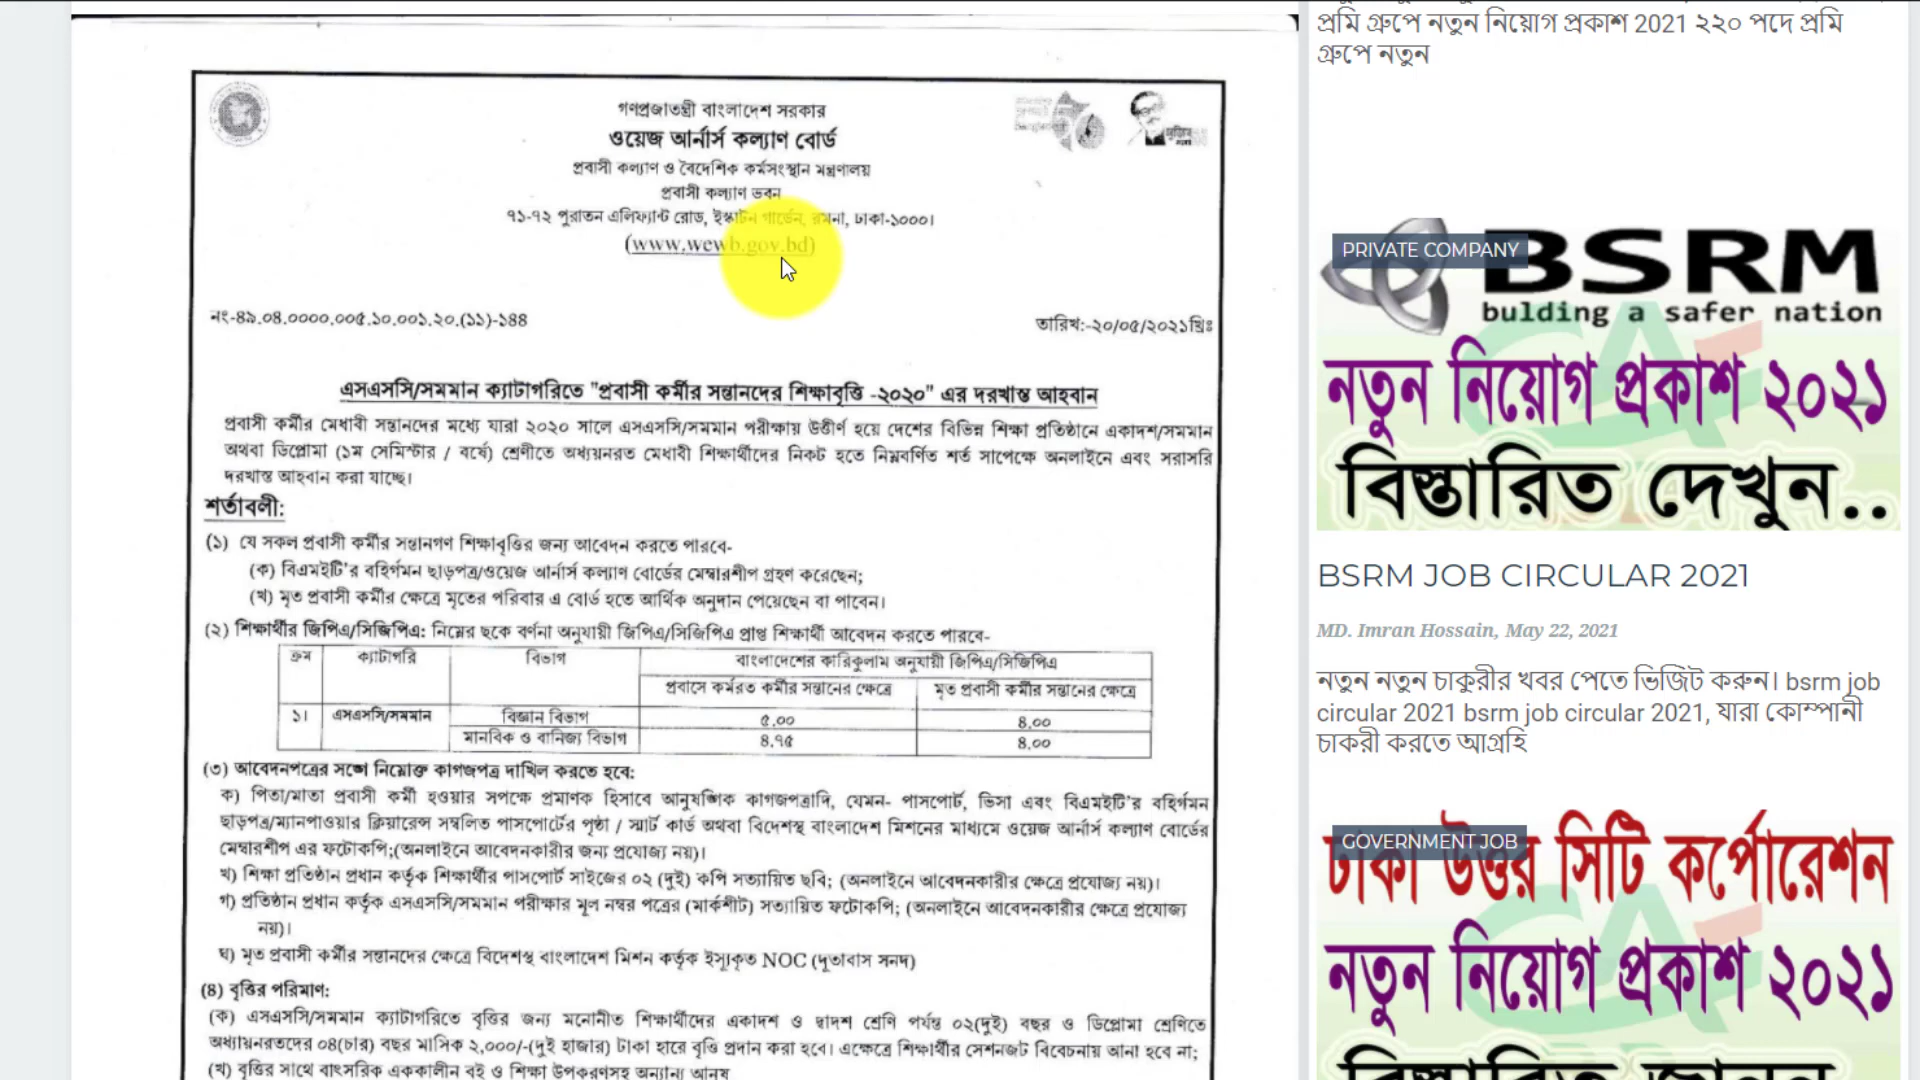 গণপ্রজাতন্ত্রী বাংলাদেশ সরকার
ওয়েজ আর্নার্স কল্যাণ বোর্ড
প্রবাসী কল্যাণ ও বৈদেশিক কর্মসংস্থান মন্ত্রণালয়
প্রবাসী কল্যাণ ভবন
৭১-৭২ পুরাতন এলিফ্যান্ট রোড, ইস্কাটন গার্ডেন, রমনা, ঢাকা-১০০০।
(www.wewb.gov.bd)
নং-৪৯.০৪.০০০০.০০৫.১০.০০১.২০.(১১)-১৪৪
তারিখ:-২০/০৫/২০২১খ্রিঃ
এসএসসি/সমমান ক্যাটাগরিতে "প্রবাসী কর্মীর সন্তানদের শিক্ষাবৃত্তি -২০২০" এর দরখাস্ত আহবান
প্রবাসী কর্মীর মেধাবী সন্তানদের মধ্যে যারা ২০২০ সালে এসএসসি/সমমান পরীক্ষায় উত্তীর্ণ হয়ে দেশের বিভিন্ন শিক্ষা প্রতিষ্ঠানে একাদশ/সমমান
অথবা ডিপ্লোমা (১ম সেমিস্টার / বর্ষে) শ্রেণীতে অধ্যয়নরত মেধাবী শিক্ষার্থীদের নিকট হতে নিম্নবর্ণিত শর্ত সাপেক্ষে অনলাইনে এবং সরাসরি
দরখাস্ত আহবান করা যাচ্ছে।
শর্তাবলী:
(১) যে সকল প্রবাসী কর্মীর সন্তানগণ শিক্ষাবৃত্তির জন্য আবেদন করতে পারবে-
(ক) বিএমইটি'র বহির্গমন ছাড়পত্র/ওয়েজ আর্নার্স কল্যাণ বোর্ডের মেম্বারশীপ গ্রহণ করেছেন;
(খ) মৃত প্রবাসী কর্মীর ক্ষেত্রে মৃতের পরিবার এ বোর্ড হতে আর্থিক অনুদান পেয়েছেন বা পাবেন।
(২) শিক্ষার্থীর জিপিএ/সিজিপিএ: নিম্নের ছকে বর্ণনা অনুযায়ী জিপিএ/সিজিপিএ প্রাপ্ত শিক্ষার্থী আবেদন করতে পারবে-
ক্রম ক্যাটাগরি বিভাগ বাংলাদেশের কারিকুলাম অনুযায়ী জিপিএ/সিজিপিএ
প্রবাসে কর্মরত কর্মীর সন্তানের ক্ষেত্রে মৃত প্রবাসী কর্মীর সন্তানের ক্ষেত্রে
১। এসএসসি/সমমান বিজ্ঞান বিভাগ ৫.০০ ৪.০০
মানবিক ও বানিজ্য বিভাগ ৪.৭৫ ৪.০০
(৩) আবেদনপত্রের সঙ্গে নিম্নোক্ত কাগজপত্র দাখিল করতে হবে:
ক) পিতা/মাতা প্রবাসী কর্মী হওয়ার সপক্ষে প্রমাণক হিসাবে আনুষঙ্গিক কাগজপত্রাদি, যেমন- পাসপোর্ট, ভিসা এবং বিএমইটি'র বহির্গমন
ছাড়পত্র/ম্যানপাওয়ার ক্লিয়ারেন্স সম্বলিত পাসপোর্টের পৃষ্ঠা / স্মার্ট কার্ড অথবা বিদেশস্থ বাংলাদেশ মিশনের মাধ্যমে ওয়েজ আর্নার্স কল্যাণ বোর্ডের
মেম্বারশীপ এর ফটোকপি;(অনলাইনে আবেদনকারীর জন্য প্রযোজ্য নয়)।
খ) শিক্ষা প্রতিষ্ঠান প্রধান কর্তৃক শিক্ষার্থীর পাসপোর্ট সাইজের ০২ (দুই) কপি সত্যায়িত ছবি; (অনলাইনে আবেদনকারীর ক্ষেত্রে প্রযোজ্য নয়)।
গ) প্রতিষ্ঠান প্রধান কর্তৃক এসএসসি/সমমান পরীক্ষার মূল নম্বর পত্রের (মার্কশীট) সত্যায়িত ফটোকপি; (অনলাইনে আবেদনকারীর ক্ষেত্রে প্রযোজ্য
নয়)।
ঘ) মৃত প্রবাসী কর্মীর সন্তানদের ক্ষেত্রে বিদেশস্থ বাংলাদেশ মিশন কর্তৃক ইস্যুকৃত NOC (দূতাবাস সনদ)
(৪) বৃত্তির পরিমাণ:
(ক) এসএসসি/সমমান ক্যাটাগরিতে বৃত্তির জন্য মনোনীত শিক্ষার্থীদের একাদশ ও দ্বাদশ শ্রেণি পর্যন্ত ০২(দুই) বছর ও ডিপ্লোমা শ্রেণিতে
অধ্যায়নরতদের ০৪(চার) বছর মাসিক ২,০০০/-(দুই হাজার) টাকা হারে বৃত্তি প্রদান করা হবে। এক্ষেত্রে শিক্ষার্থীর সেশনজট বিবেচনায় আনা হবে না;
(খ) বৃত্তির সাথে বাৎসরিক এককালীন বই ও শিক্ষা উপকরণসহ অন্যান্য
প্রমি গ্রুপে নতুন নিয়োগ প্রকাশ 2021 ২২০ পদে প্রমি
গ্রুপে নতুন
PRIVATE COMPANY
BSRM
bulding a safer nation
নতুন নিয়োগ প্রকাশ ২০২১
বিস্তারিত দেখুন..
BSRM JOB CIRCULAR 2021
MD. Imran Hossain, May 22, 2021
নতুন নতুন চাকুরীর খবর পেতে ভিজিট করুন। bsrm job
circular 2021 bsrm job circular 2021, যারা কোম্পানী
চাকরী করতে আগ্রহি
GOVERNMENT JOB
ঢাকা উত্তর সিটি কর্পোরেশন
নতুন নিয়োগ প্রকাশ ২০২১